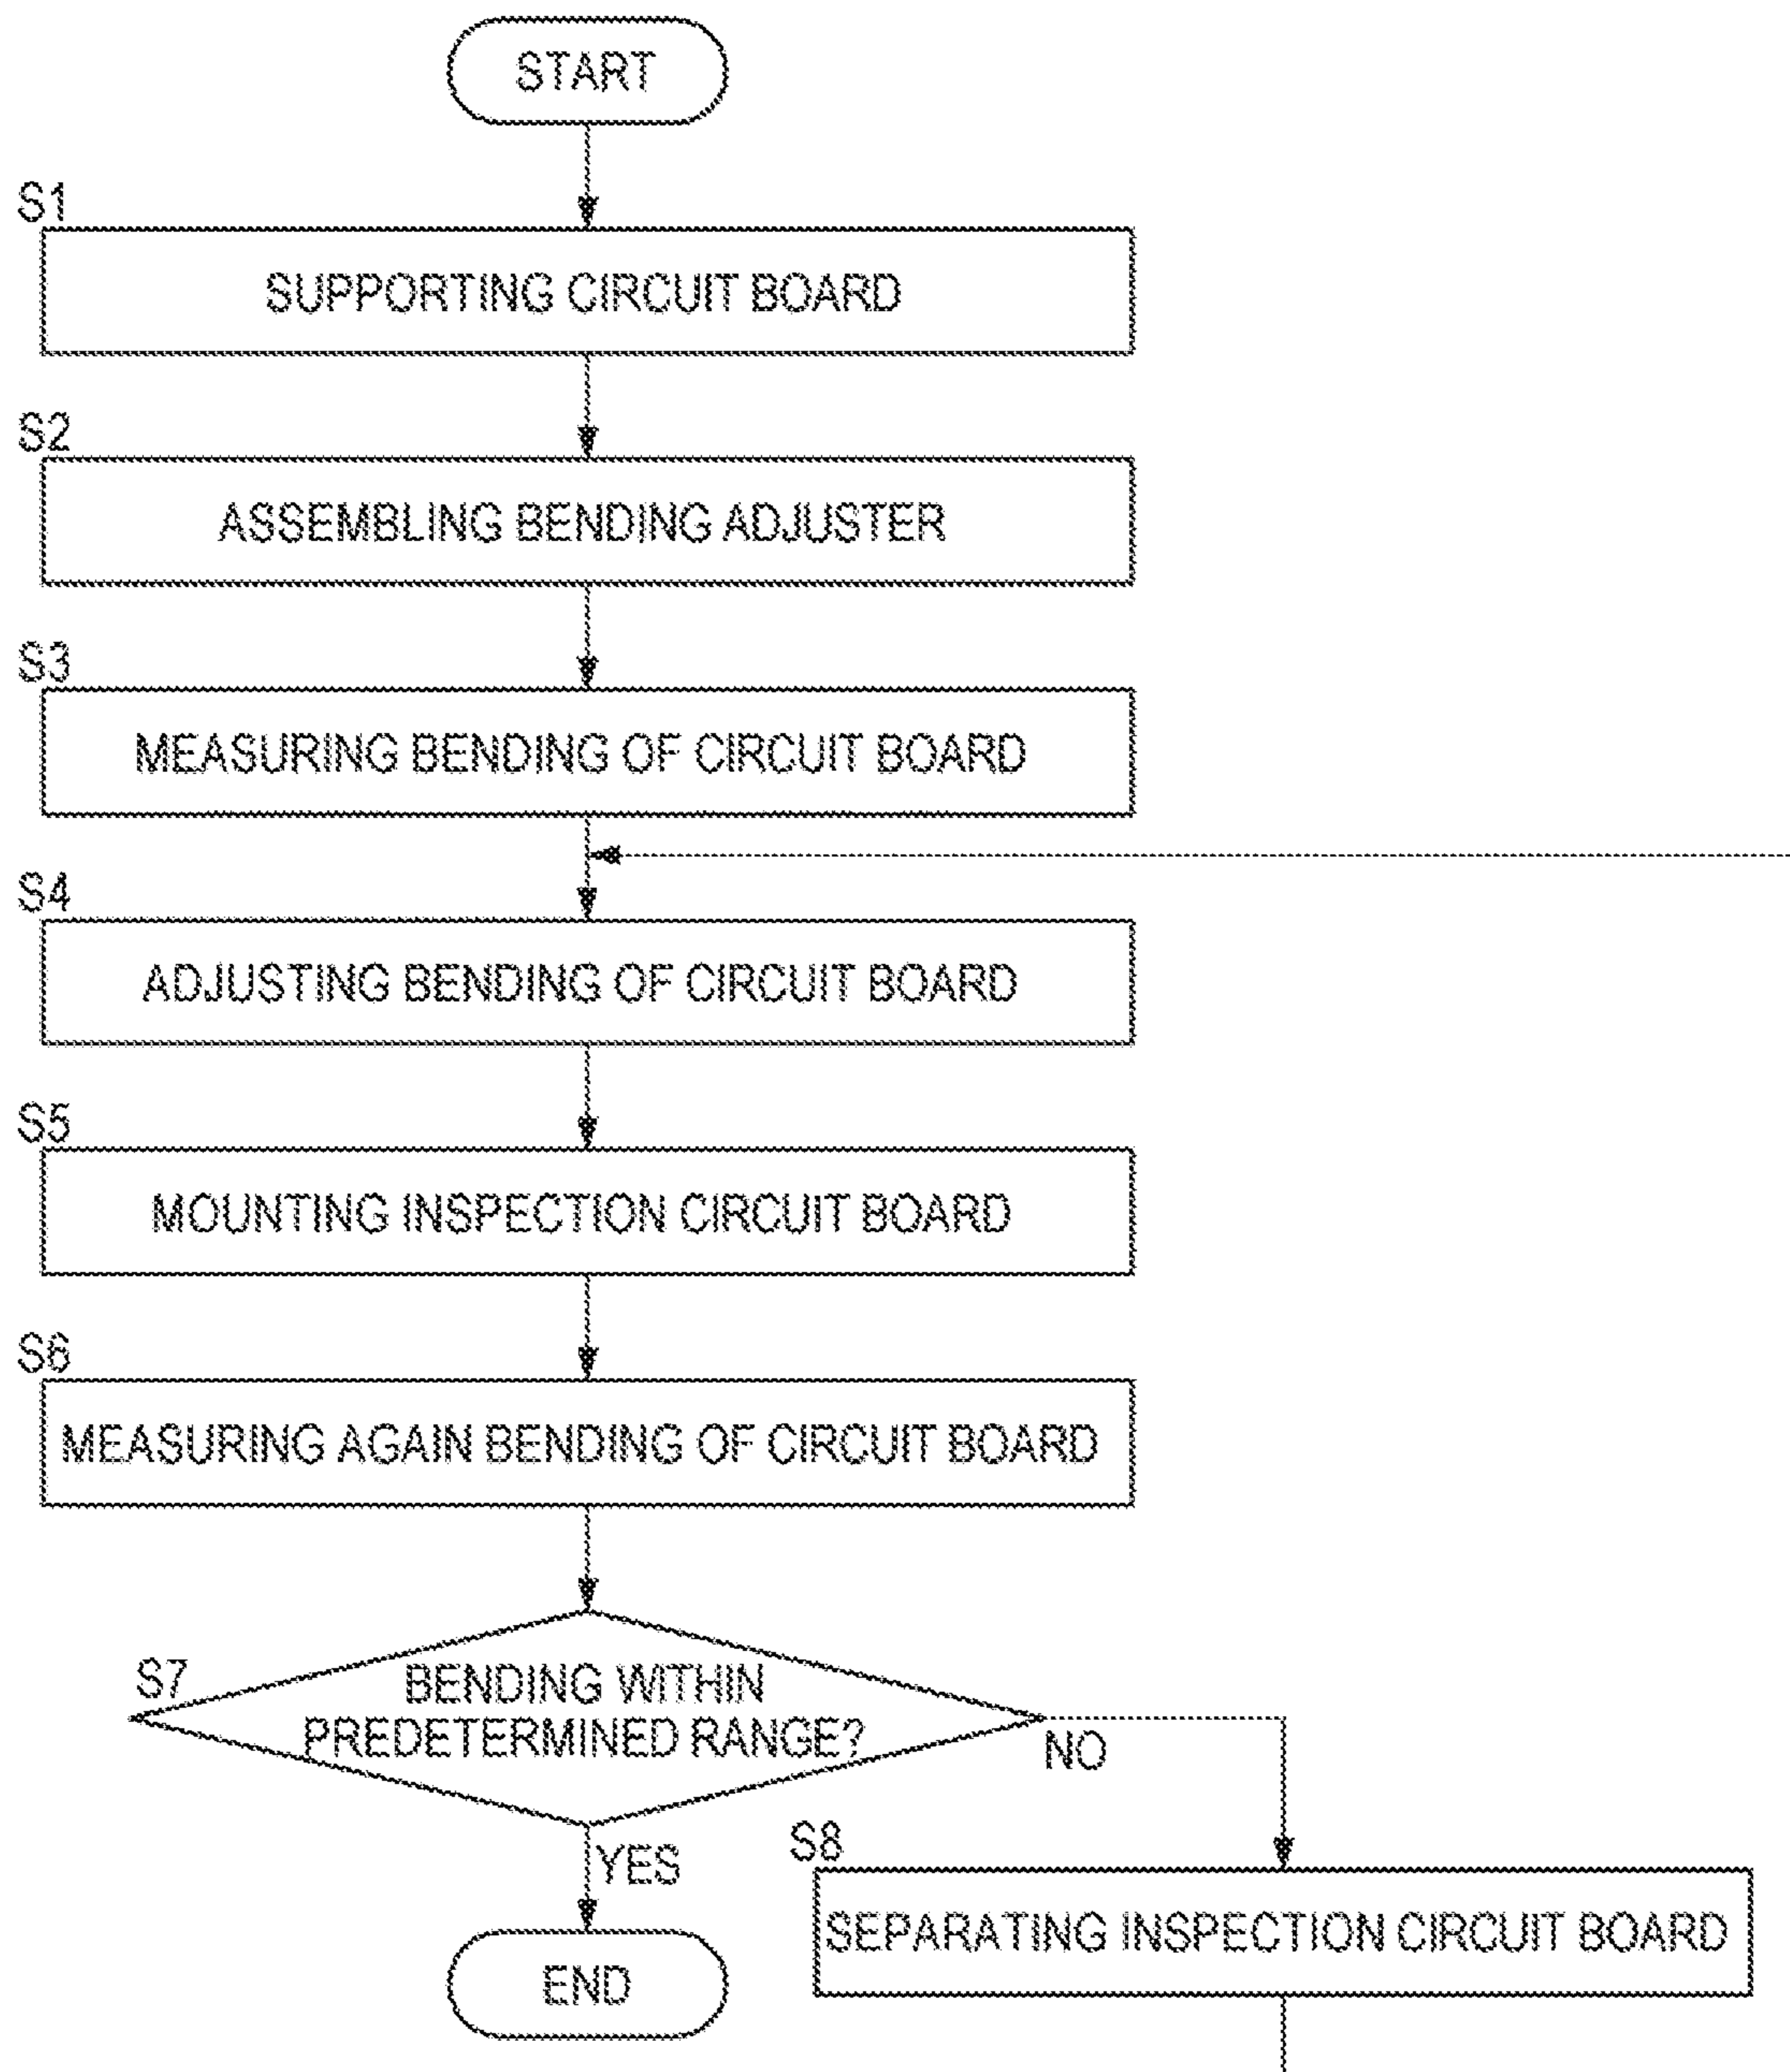 START
S1
SUPPORTING CIRCUIT BOARD
S2
ASSEMBLING BENDING ADJUSTER
S3
MEASURING BENDING OF CIRCUIT BOARD
S4
ADJUSTING BENDING OF CIRCUIT BOARD
S5
MOUNTING INSPECTION CIRCUIT BOARD
S6
MEASURING AGAIN BENDING OF CIRCUIT BOARD
S7
BENDING WITHIN
PREDETERMINED RANGE?
NO
YES
S8
SEPARATING INSPECTION CIRCUIT BOARD
END